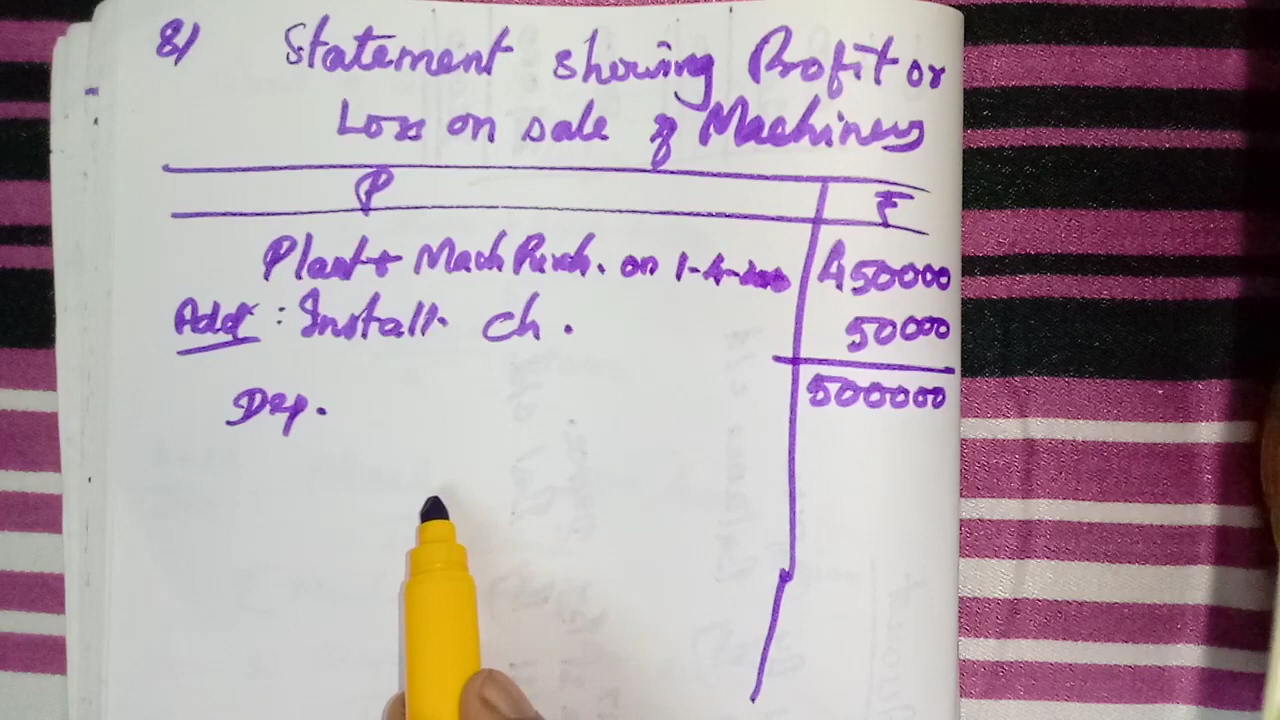 8/ Statement showing Profit or
Loss on sale of Machinery
P ₹
Plant + Mach Purch. on 1-4- 450000
Add : Install. ch. 50000
500000
Dep.